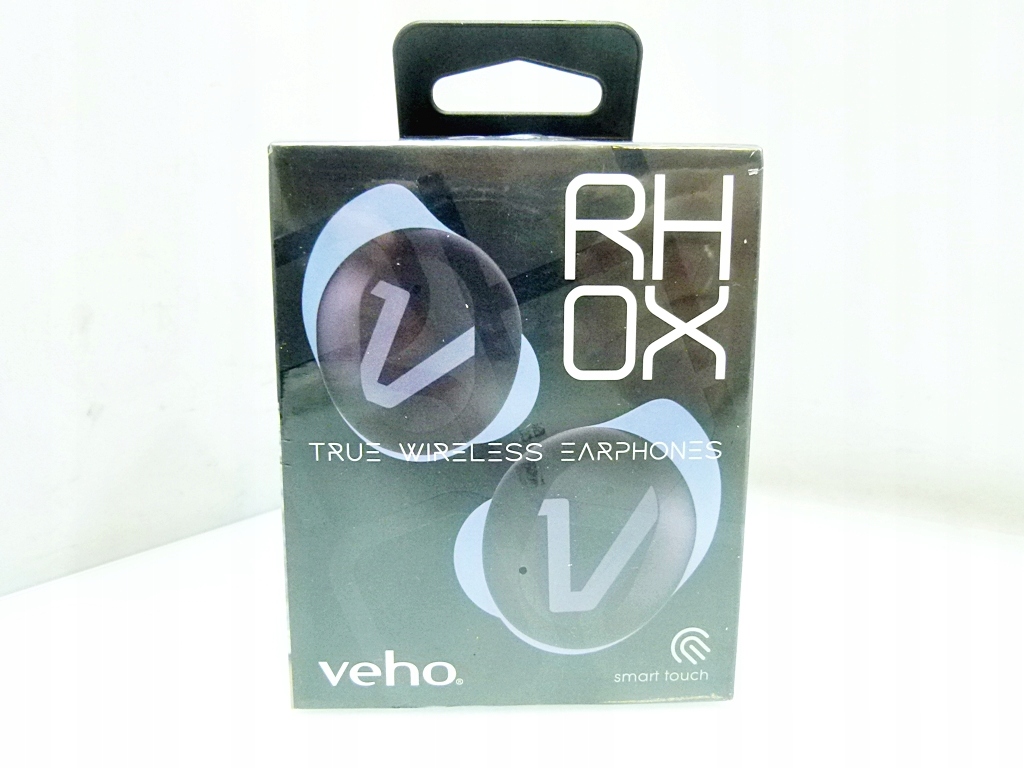 RH
OX
TRUE WIRELESS EARPHONES
veho®
smart touch